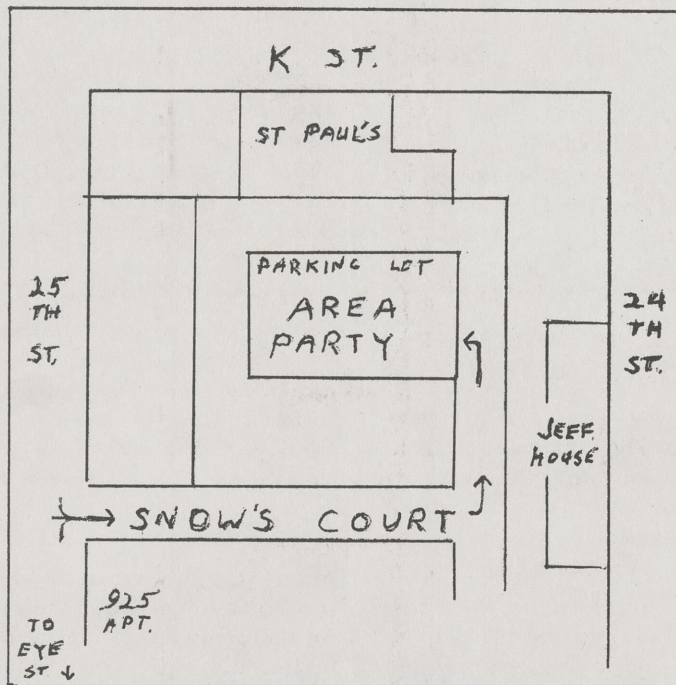 K ST.
ST PAUL'S
PARKING LOT
AREA
PARTY
25
TH
ST.
24
TH
ST.
JEFF.
HOUSE
SNOW'S COURT
925
APT.
TO
EYE
ST ↓